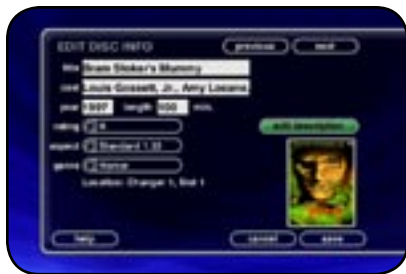 EDIT DISC INFO
previous next
title Bram Stoker's Mummy
cast Louis Gossett, Jr., Amy Locane
year 1997 length 100 min.
rating R
edit description
aspect Standard 1.33
genre Horror
Location: Changer 1, Slot 1
help cancel save